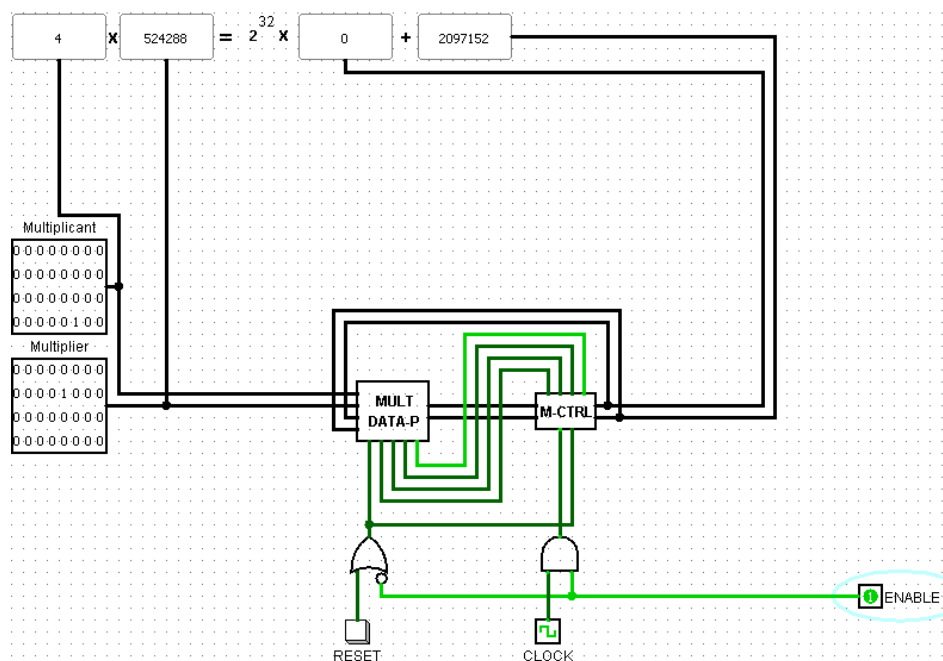 4 x 524288 = 2 32 x 0 + 2097152
Multiplicant
0 0 0 0 0 0 0 0
0 0 0 0 0 0 0 0
0 0 0 0 0 0 0 0
0 0 0 0 0 1 0 0
Multiplier
0 0 0 0 0 0 0 0
0 0 0 0 1 0 0 0
0 0 0 0 0 0 0 0
0 0 0 0 0 0 0 0
MULT
DATA-P
M-CTRL
1 ENABLE
RESET
CLOCK